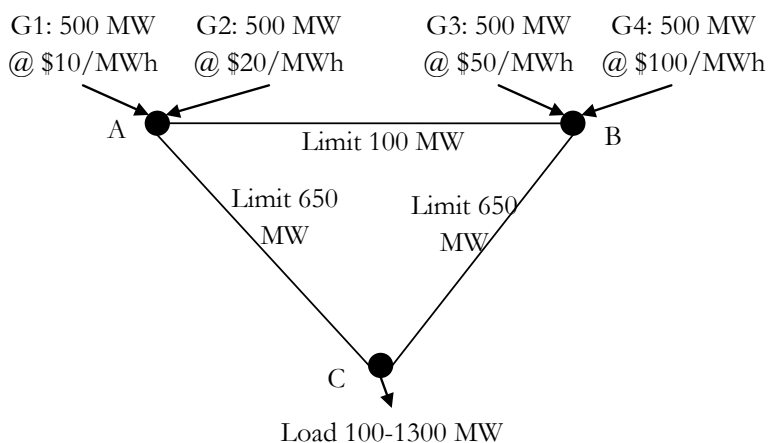 G1: 500 MW
@ $10/MWh
G2: 500 MW
@ $20/MWh
G3: 500 MW
@ $50/MWh
G4: 500 MW
@ $100/MWh
A
B
Limit 100 MW
Limit 650
MW
Limit 650
MW
C
Load 100-1300 MW